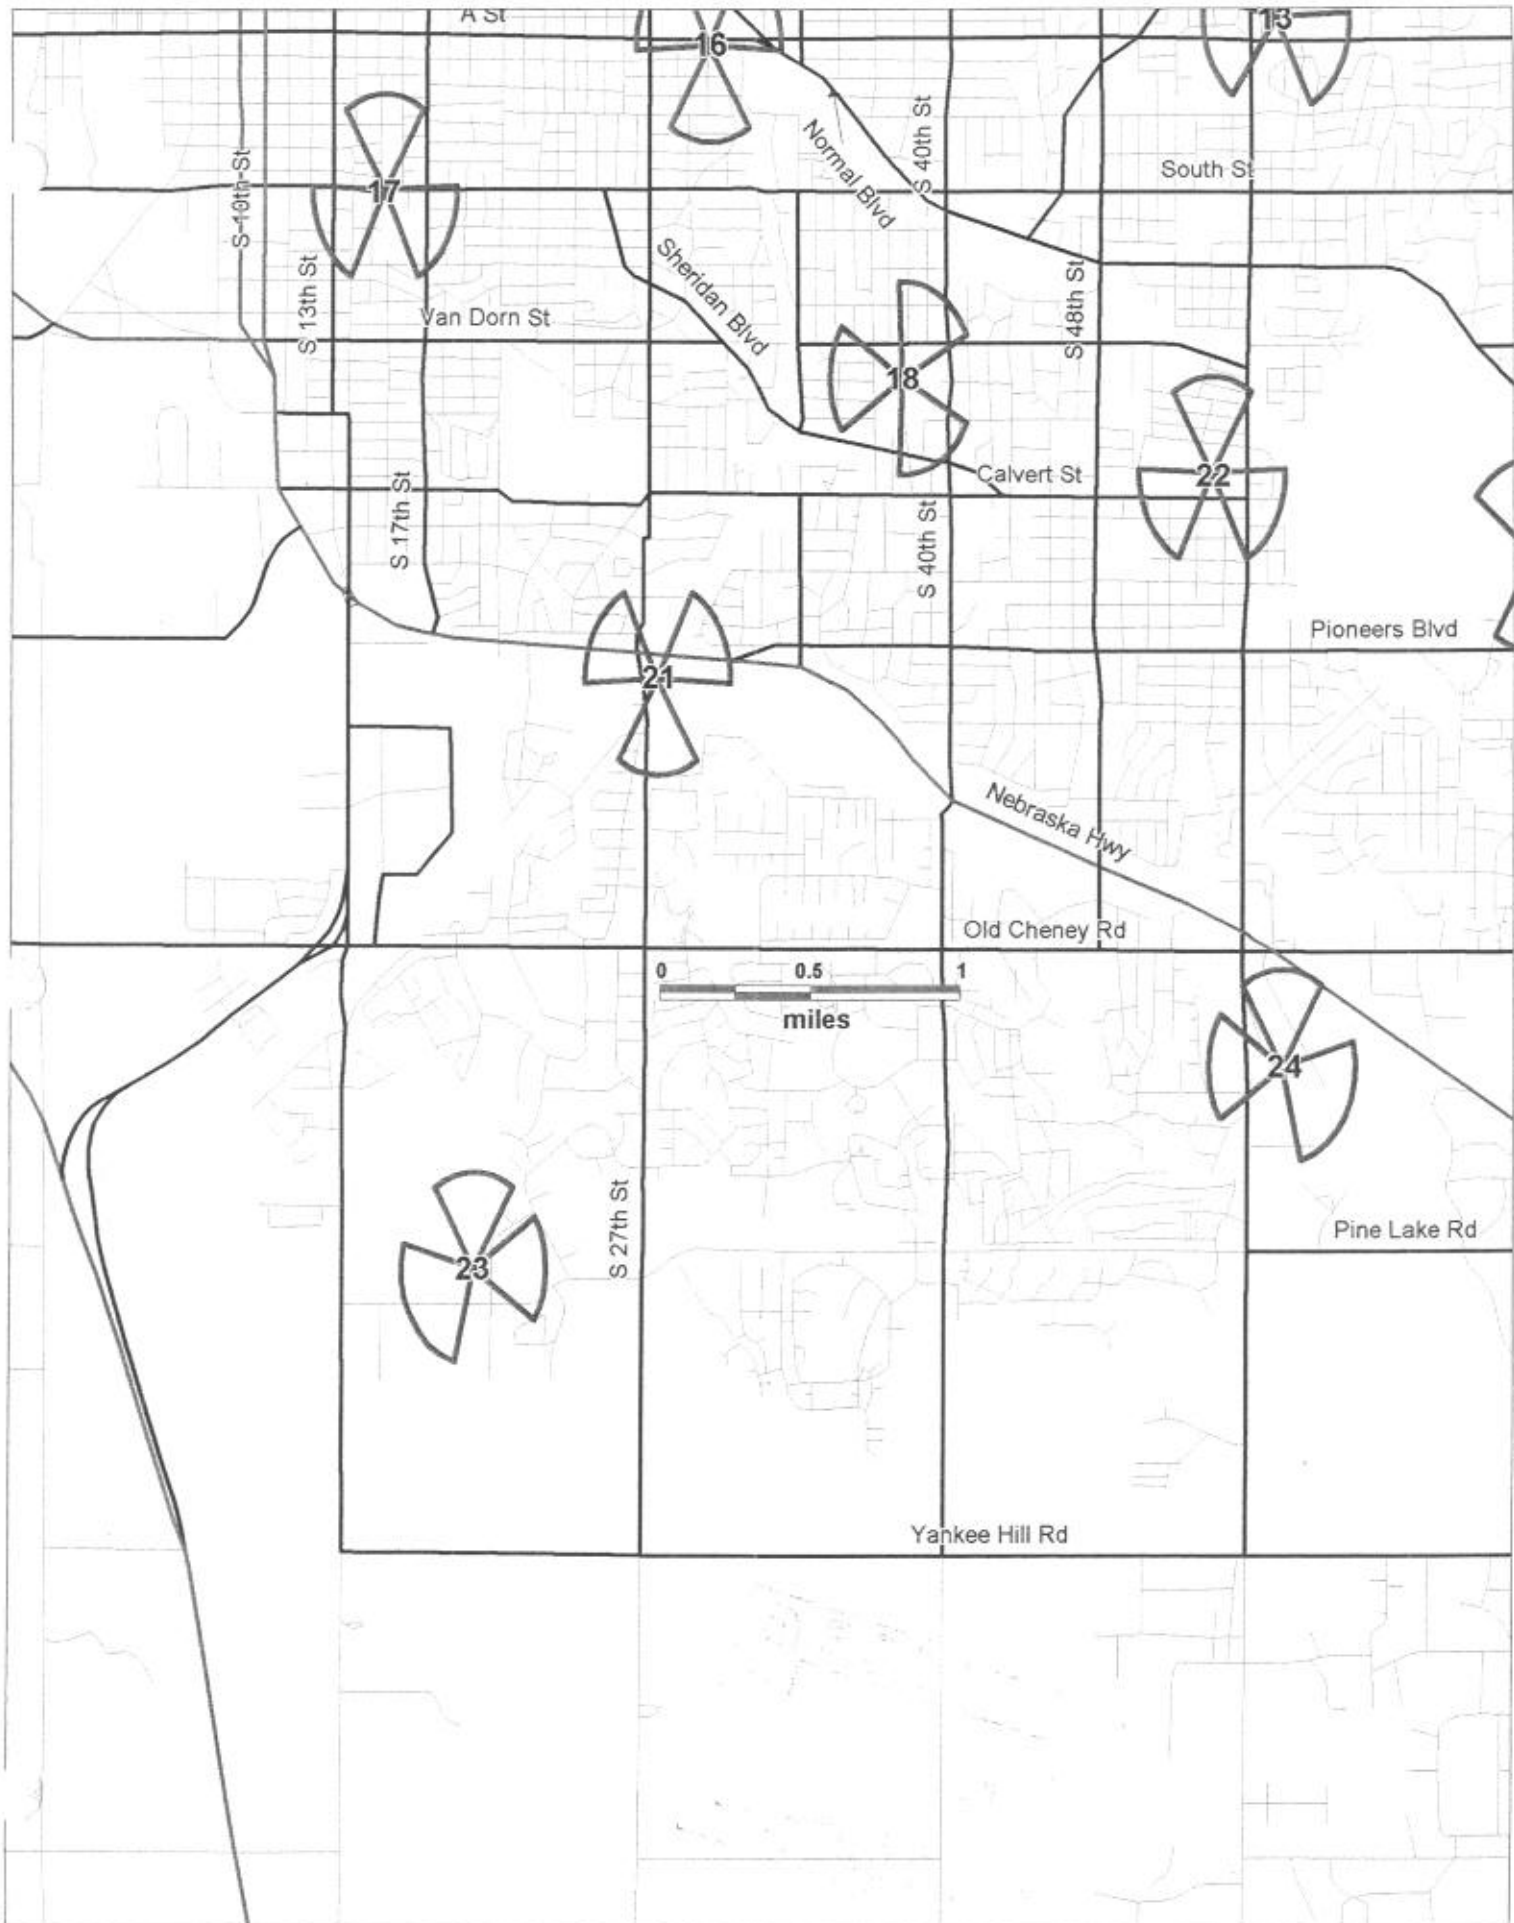 A St
16
13
S 40th St
Normal Blvd
South St
S 10th St
17
Sheridan Blvd
S 13th St
Van Dorn St
S 48th St
18
Calvert St
22
S 17th St
S 40th St
Pioneers Blvd
21
Nebraska Hwy
Old Cheney Rd
0 0.5 1
miles
24
S 27th St
Pine Lake Rd
23
Yankee Hill Rd